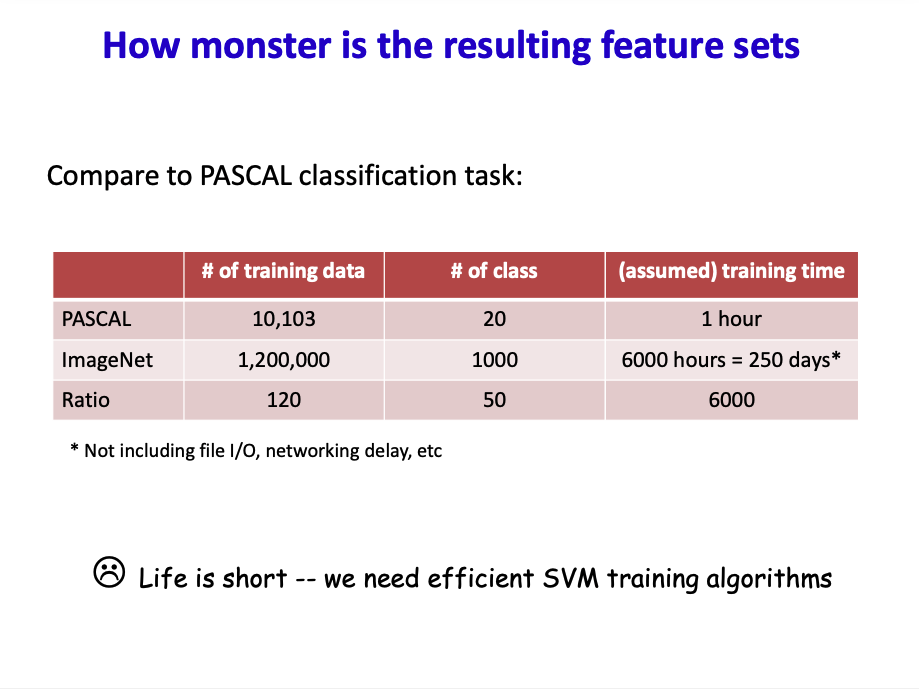 How monster is the resulting feature sets
Compare to PASCAL classification task:
# of training data # of class (assumed) training time
PASCAL 10,103 20 1 hour
ImageNet 1,200,000 1000 6000 hours = 250 days*
Ratio 120 50 6000
* Not including file I/O, networking delay, etc
☹ Life is short -- we need efficient SVM training algorithms